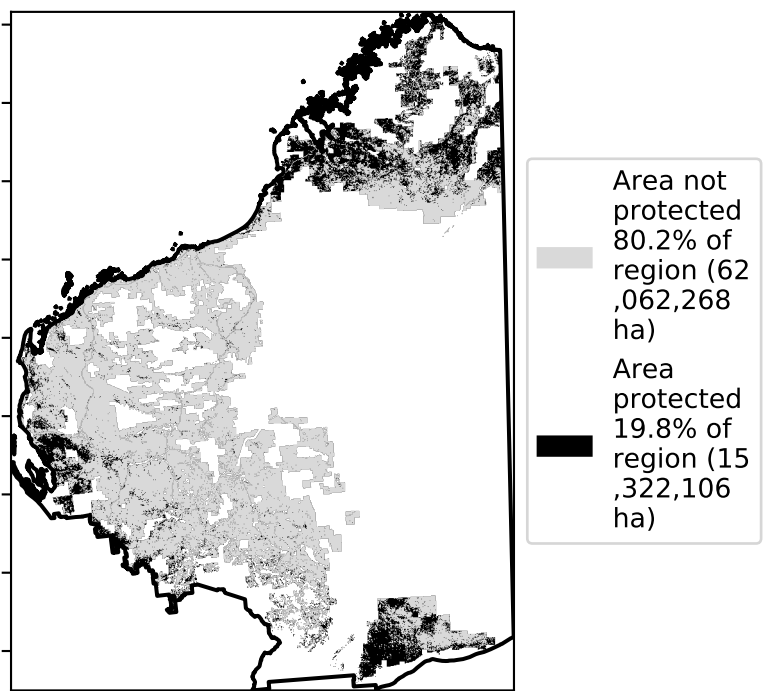 Area not
protected
80.2% of
region (62
,062,268
ha)
Area
protected
19.8% of
region (15
,322,106
ha)